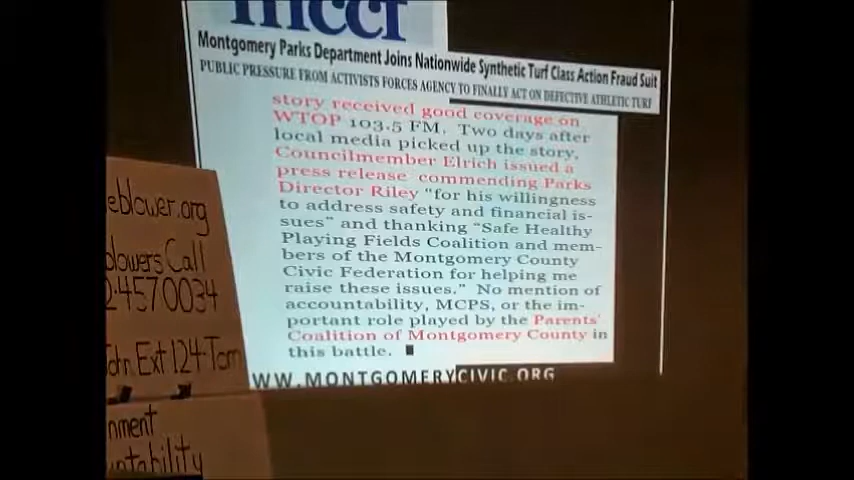 mccf
Montgomery Parks Department Joins Nationwide Synthetic Turf Class Action Fraud Suit
PUBLIC PRESSURE FROM ACTIVISTS FORCES AGENCY TO FINALLY ACT ON DEFECTIVE ATHLETIC TURF
story received good coverage on
WTOP 103.5 FM. Two days after
local media picked up the story,
Councilmember Elrich issued a
press release commending Parks
Director Riley "for his willingness
to address safety and financial is-
sues" and thanking "Safe Healthy
Playing Fields Coalition and mem-
bers of the Montgomery County
Civic Federation for helping me
raise these issues." No mention of
accountability, MCPS, or the im-
portant role played by the Parents'
Coalition of Montgomery County in
this battle.
WW.MONTGOMERYCIVIC.ORG
eblower.org
blowers Call
2·4570034
Ext 124·Tom
nment
ntability